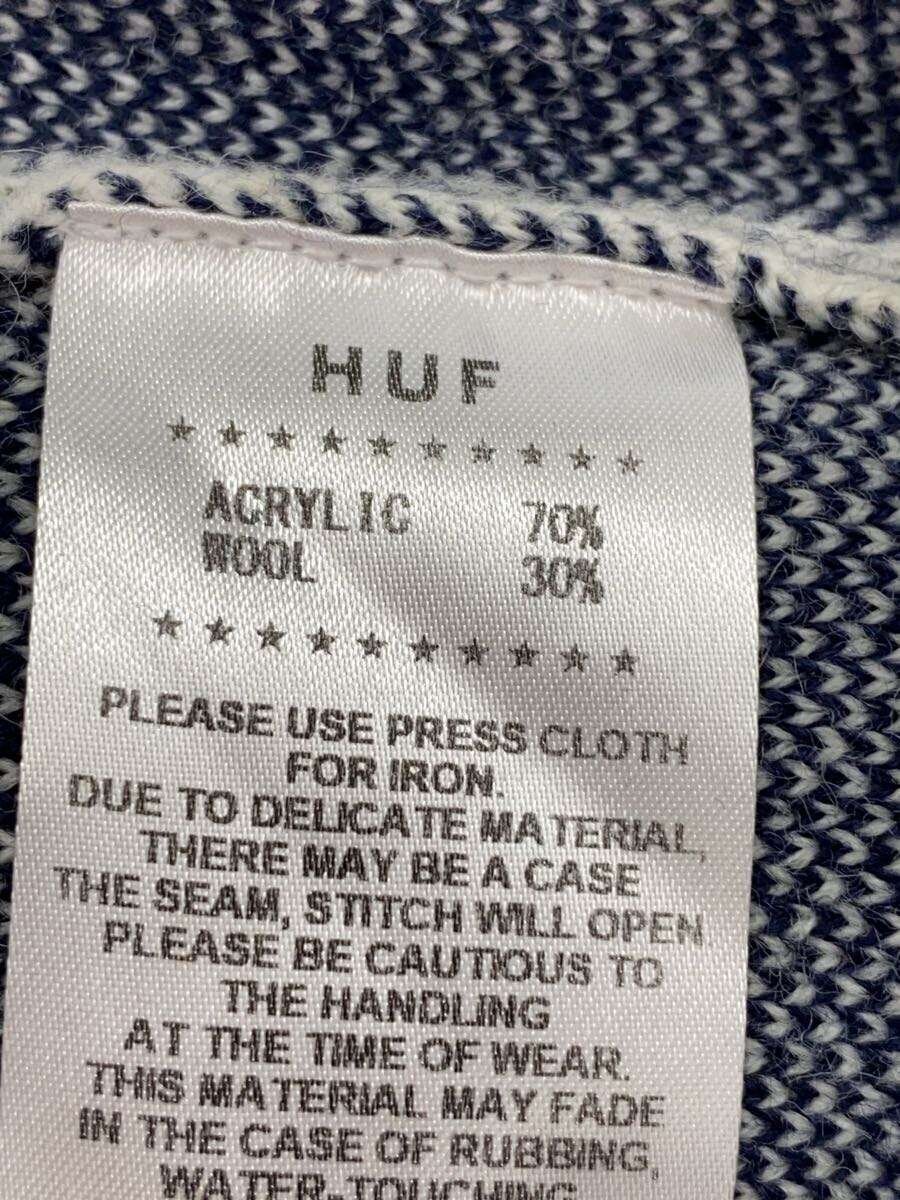 HUF
★★★★★★★★★★
ACRYLIC 70%
WOOL 30%
★★★★★★★★★★
PLEASE USE PRESS CLOTH
FOR IRON.
DUE TO DELICATE MATERIAL,
THERE MAY BE A CASE
THE SEAM, STITCH WILL OPEN
PLEASE BE CAUTIOUS TO
THE HANDLING
AT THE TIME OF WEAR.
THIS MATERIAL MAY FADE
IN THE CASE OF RUBBING,
WATER-TOUCHING